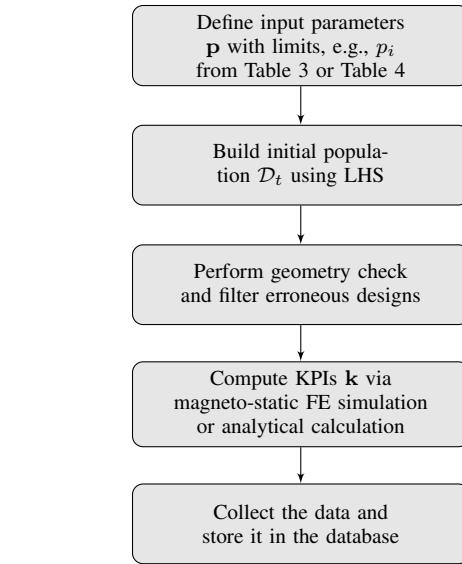 Define input parameters
p with limits, e.g., p_i
from Table 3 or Table 4
Build initial popula-
tion 𝒟_t using LHS
Perform geometry check
and filter erroneous designs
Compute KPIs k via
magneto-static FE simulation
or analytical calculation
Collect the data and
store it in the database